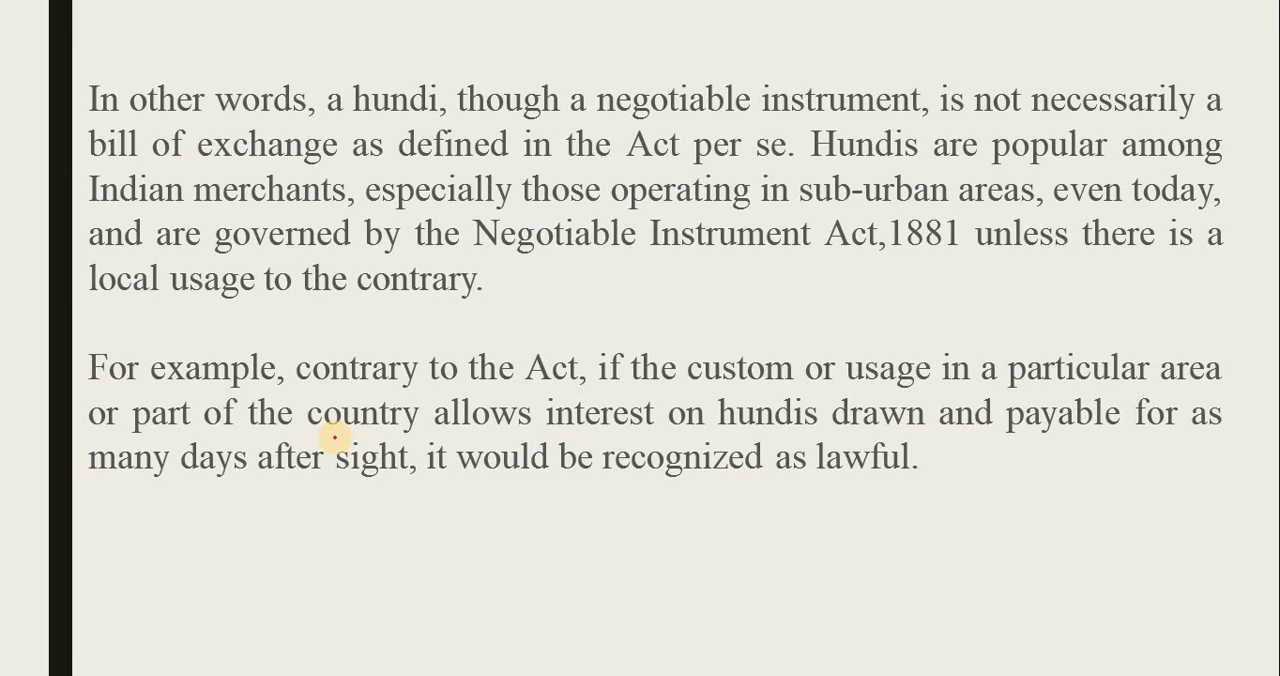 In other words, a hundi, though a negotiable instrument, is not necessarily a
bill of exchange as defined in the Act per se. Hundis are popular among
Indian merchants, especially those operating in sub-urban areas, even today,
and are governed by the Negotiable Instrument Act,1881 unless there is a
local usage to the contrary.
For example, contrary to the Act, if the custom or usage in a particular area
or part of the country allows interest on hundis drawn and payable for as
many days after sight, it would be recognized as lawful.